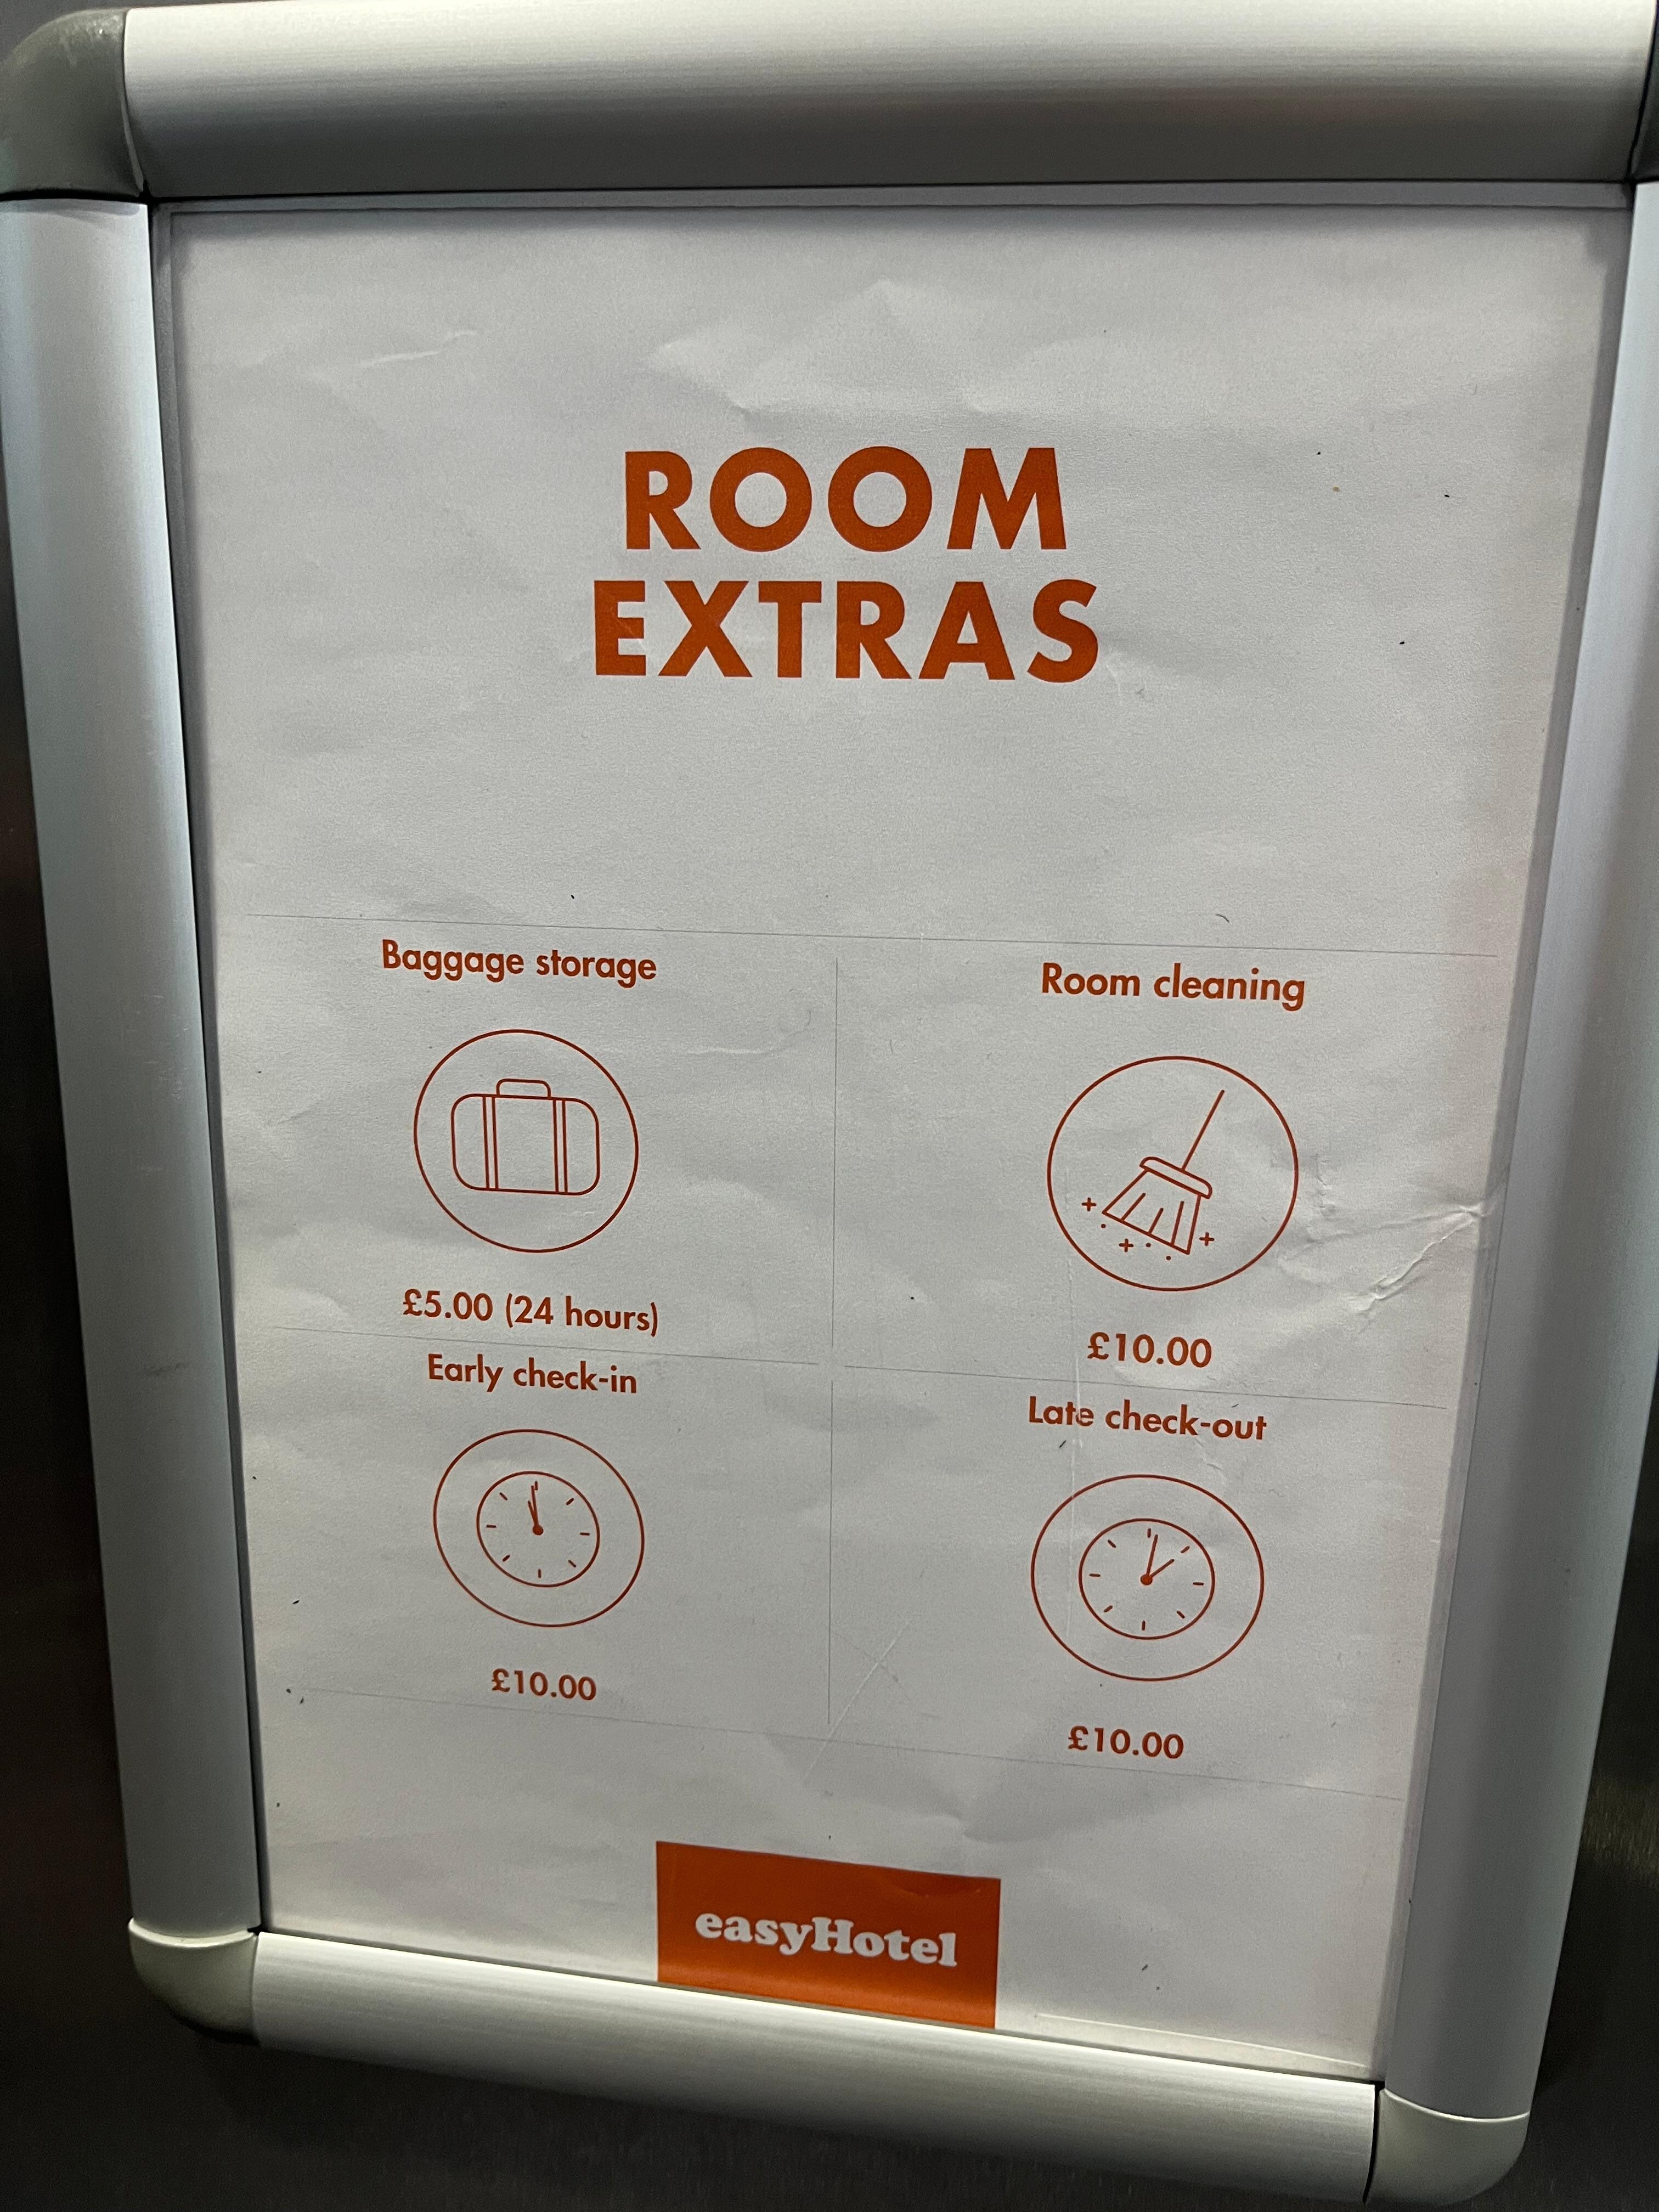 ROOM
EXTRAS
Baggage storage
£5.00 (24 hours)
Room cleaning
£10.00
Early check-in
£10.00
Late check-out
£10.00
easyHotel